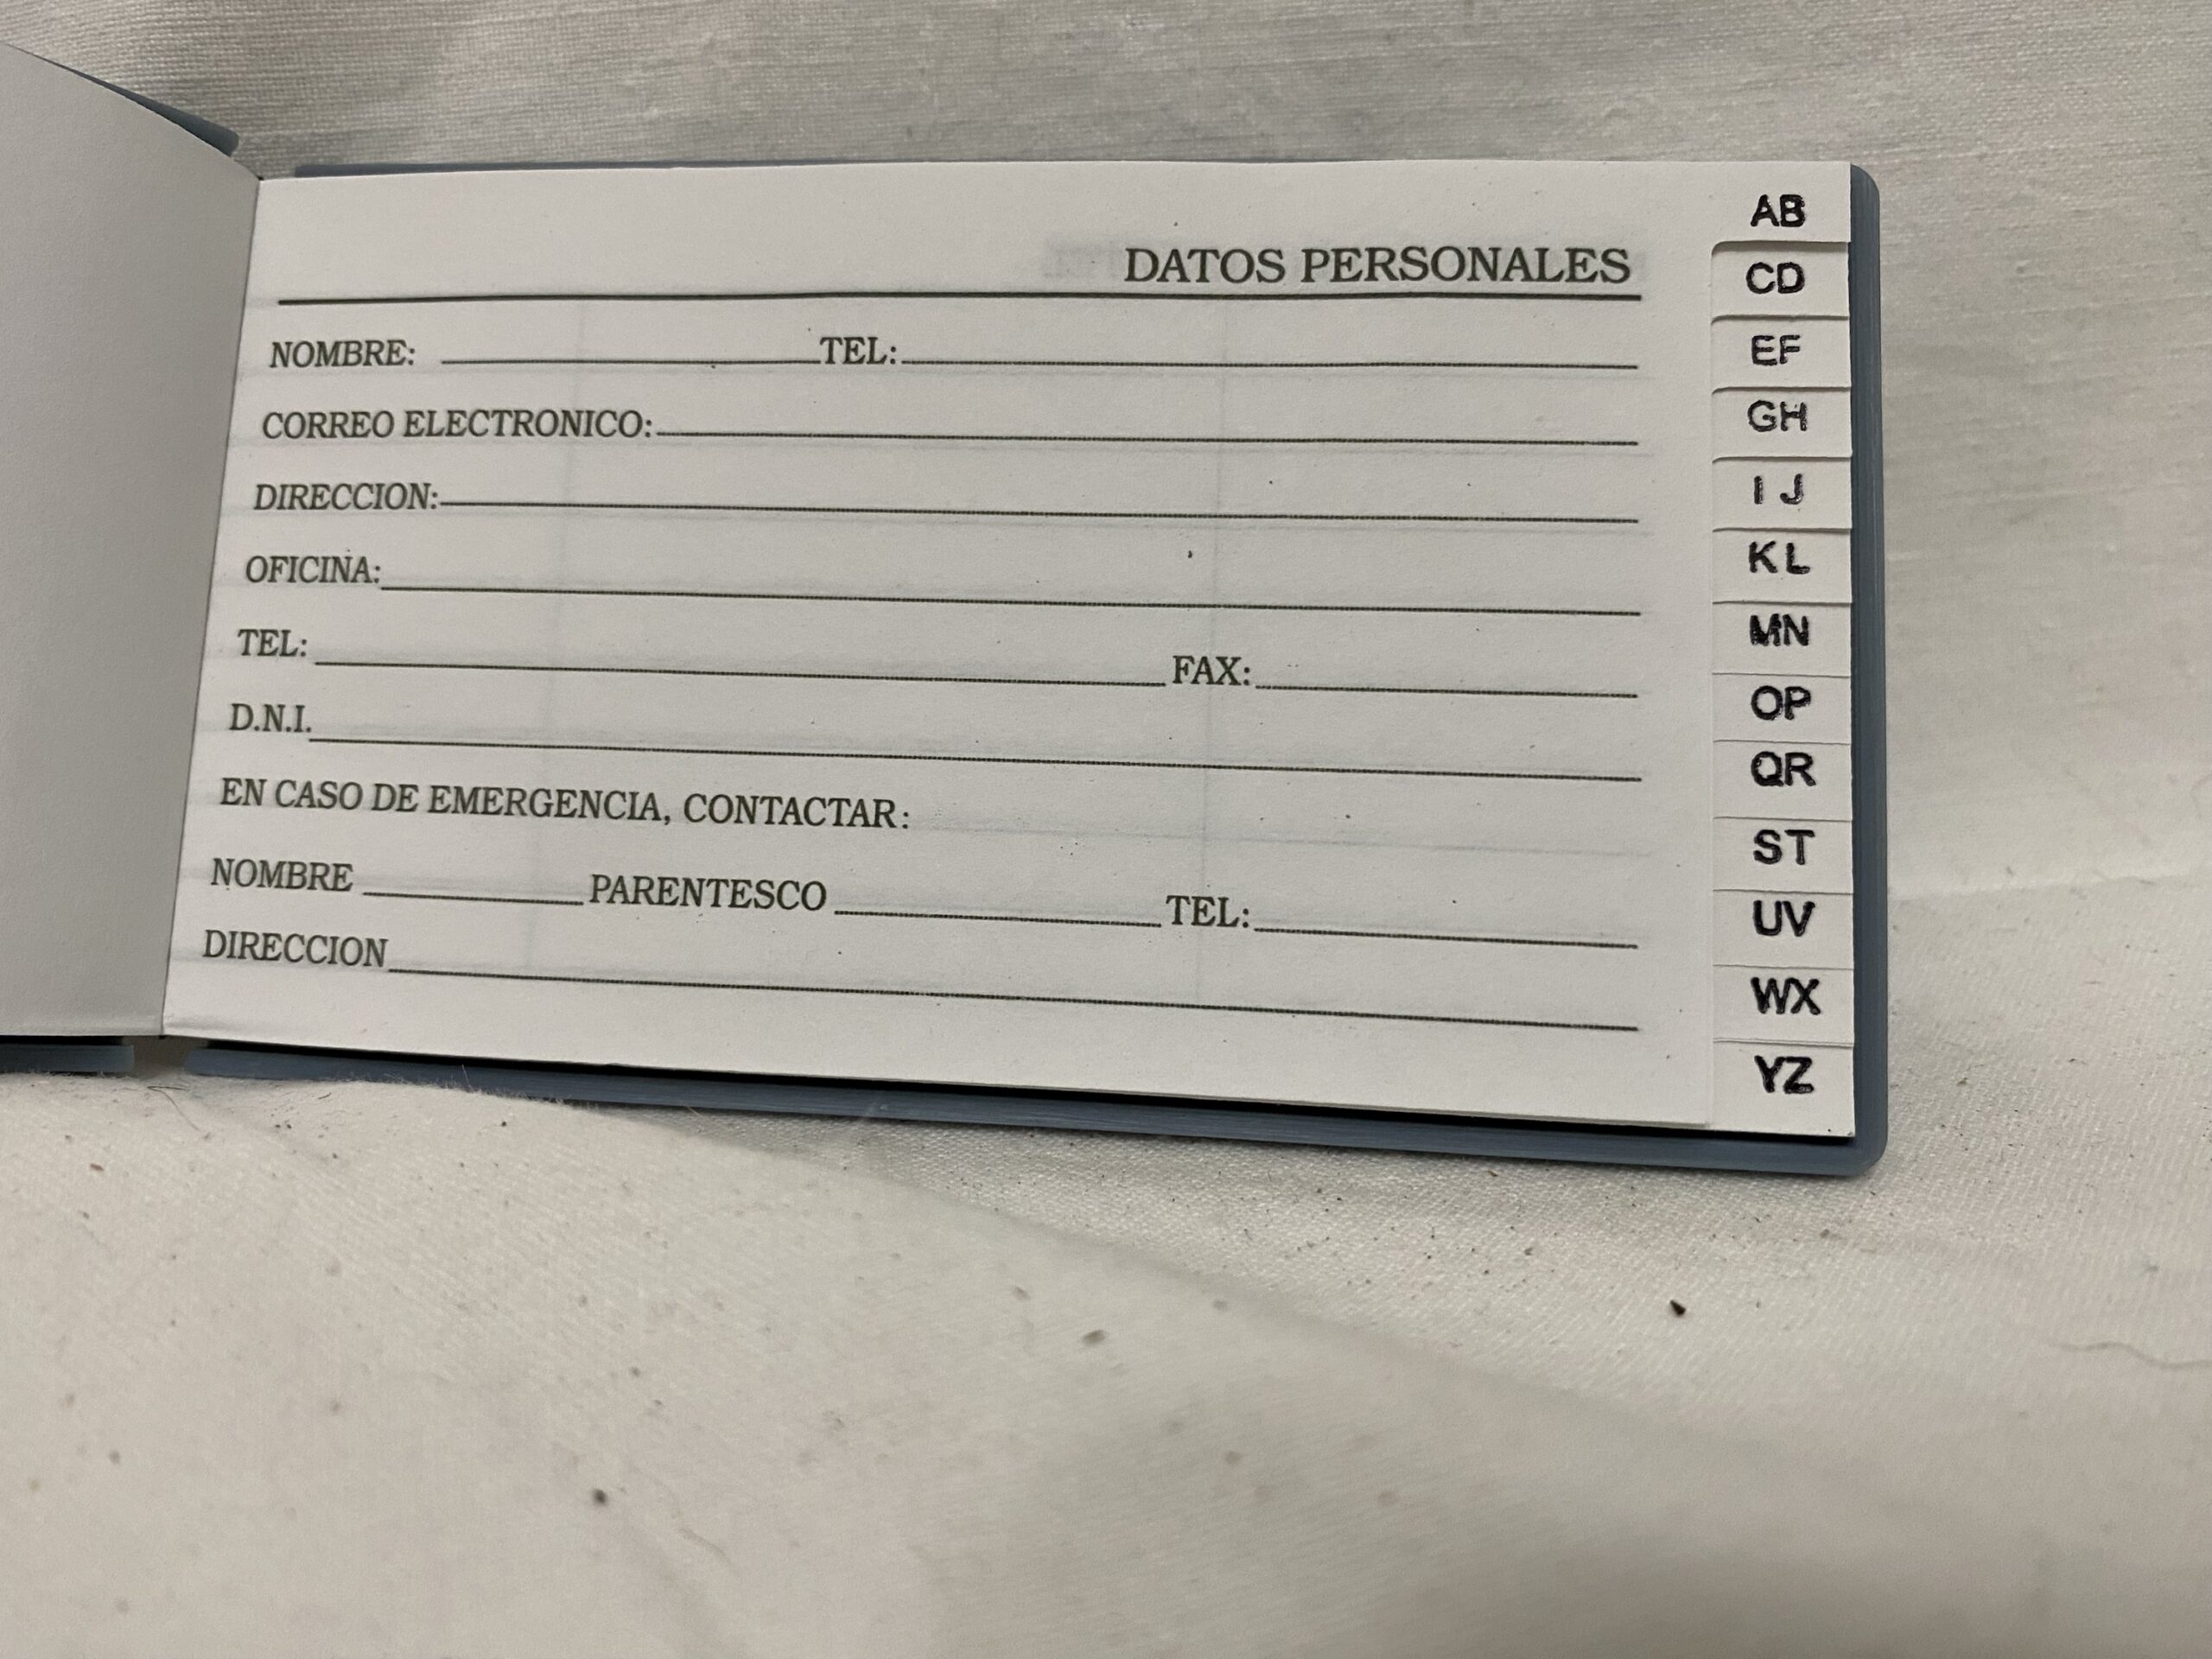 DATOS PERSONALES
NOMBRE: TEL:
CORREO ELECTRONICO:
DIRECCION:
OFICINA:
TEL: FAX:
D.N.I.
EN CASO DE EMERGENCIA, CONTACTAR:
NOMBRE PARENTESCO TEL:
DIRECCION
AB
CD
EF
GH
I J
KL
MN
OP
QR
ST
UV
WX
YZ